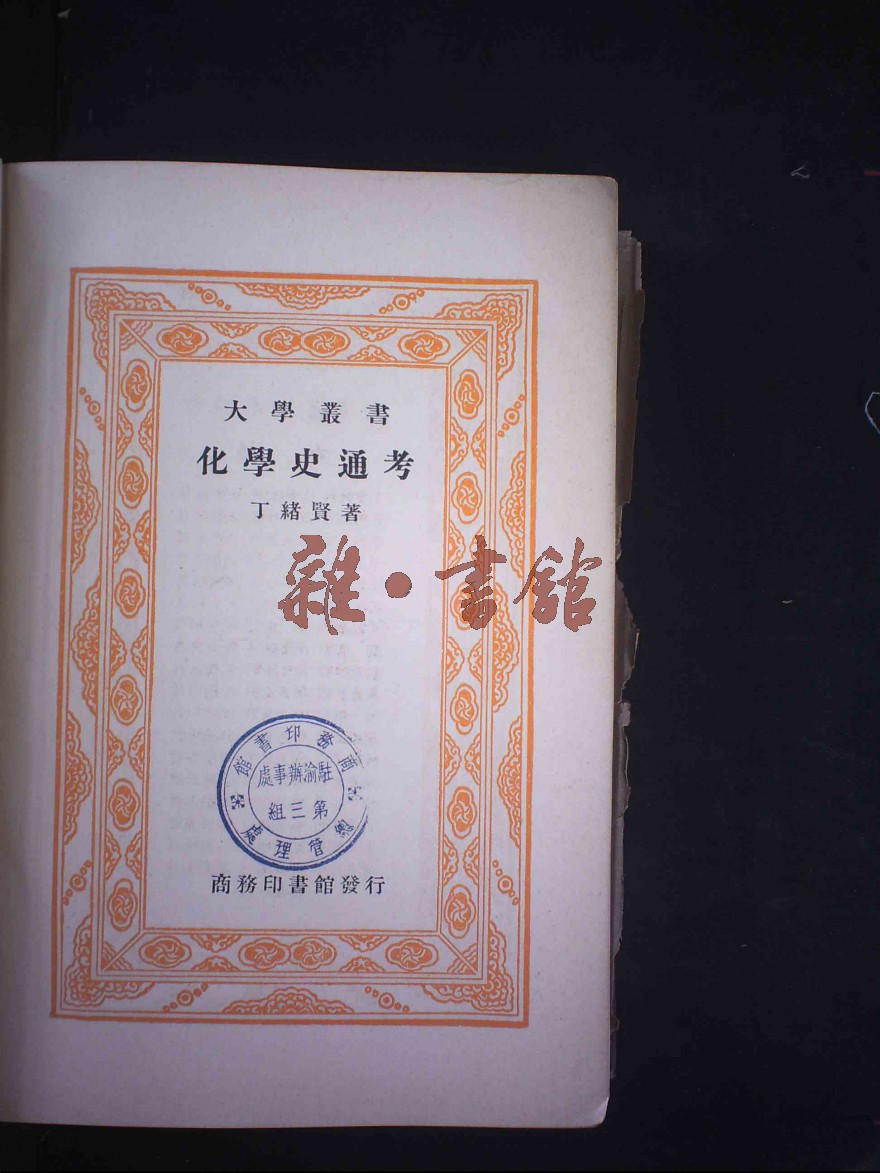 大學叢書
化學史通考
丁緒賢著
雜·書館
商務印書館
駐渝辦事處
第三組
總管理處
商務印書館發行